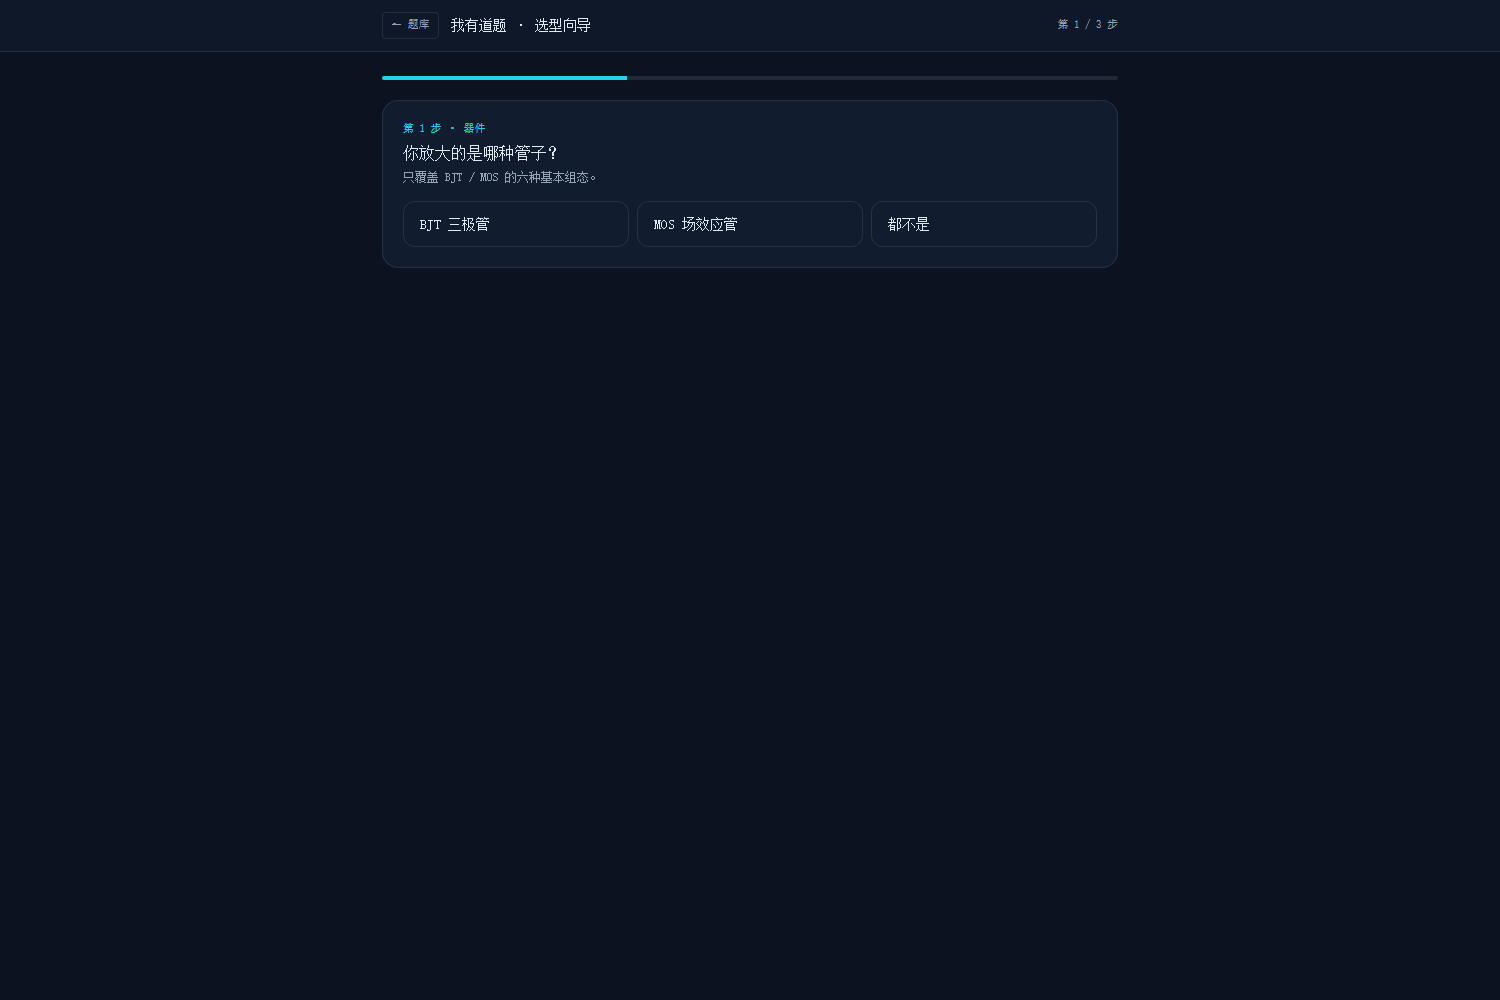 ← 题库
我有道题 · 选型向导
第 1 / 3 步
第 1 步 · 器件
你放大的是哪种管子？
只覆盖 BJT / MOS 的六种基本组态。
BJT 三极管
MOS 场效应管
都不是